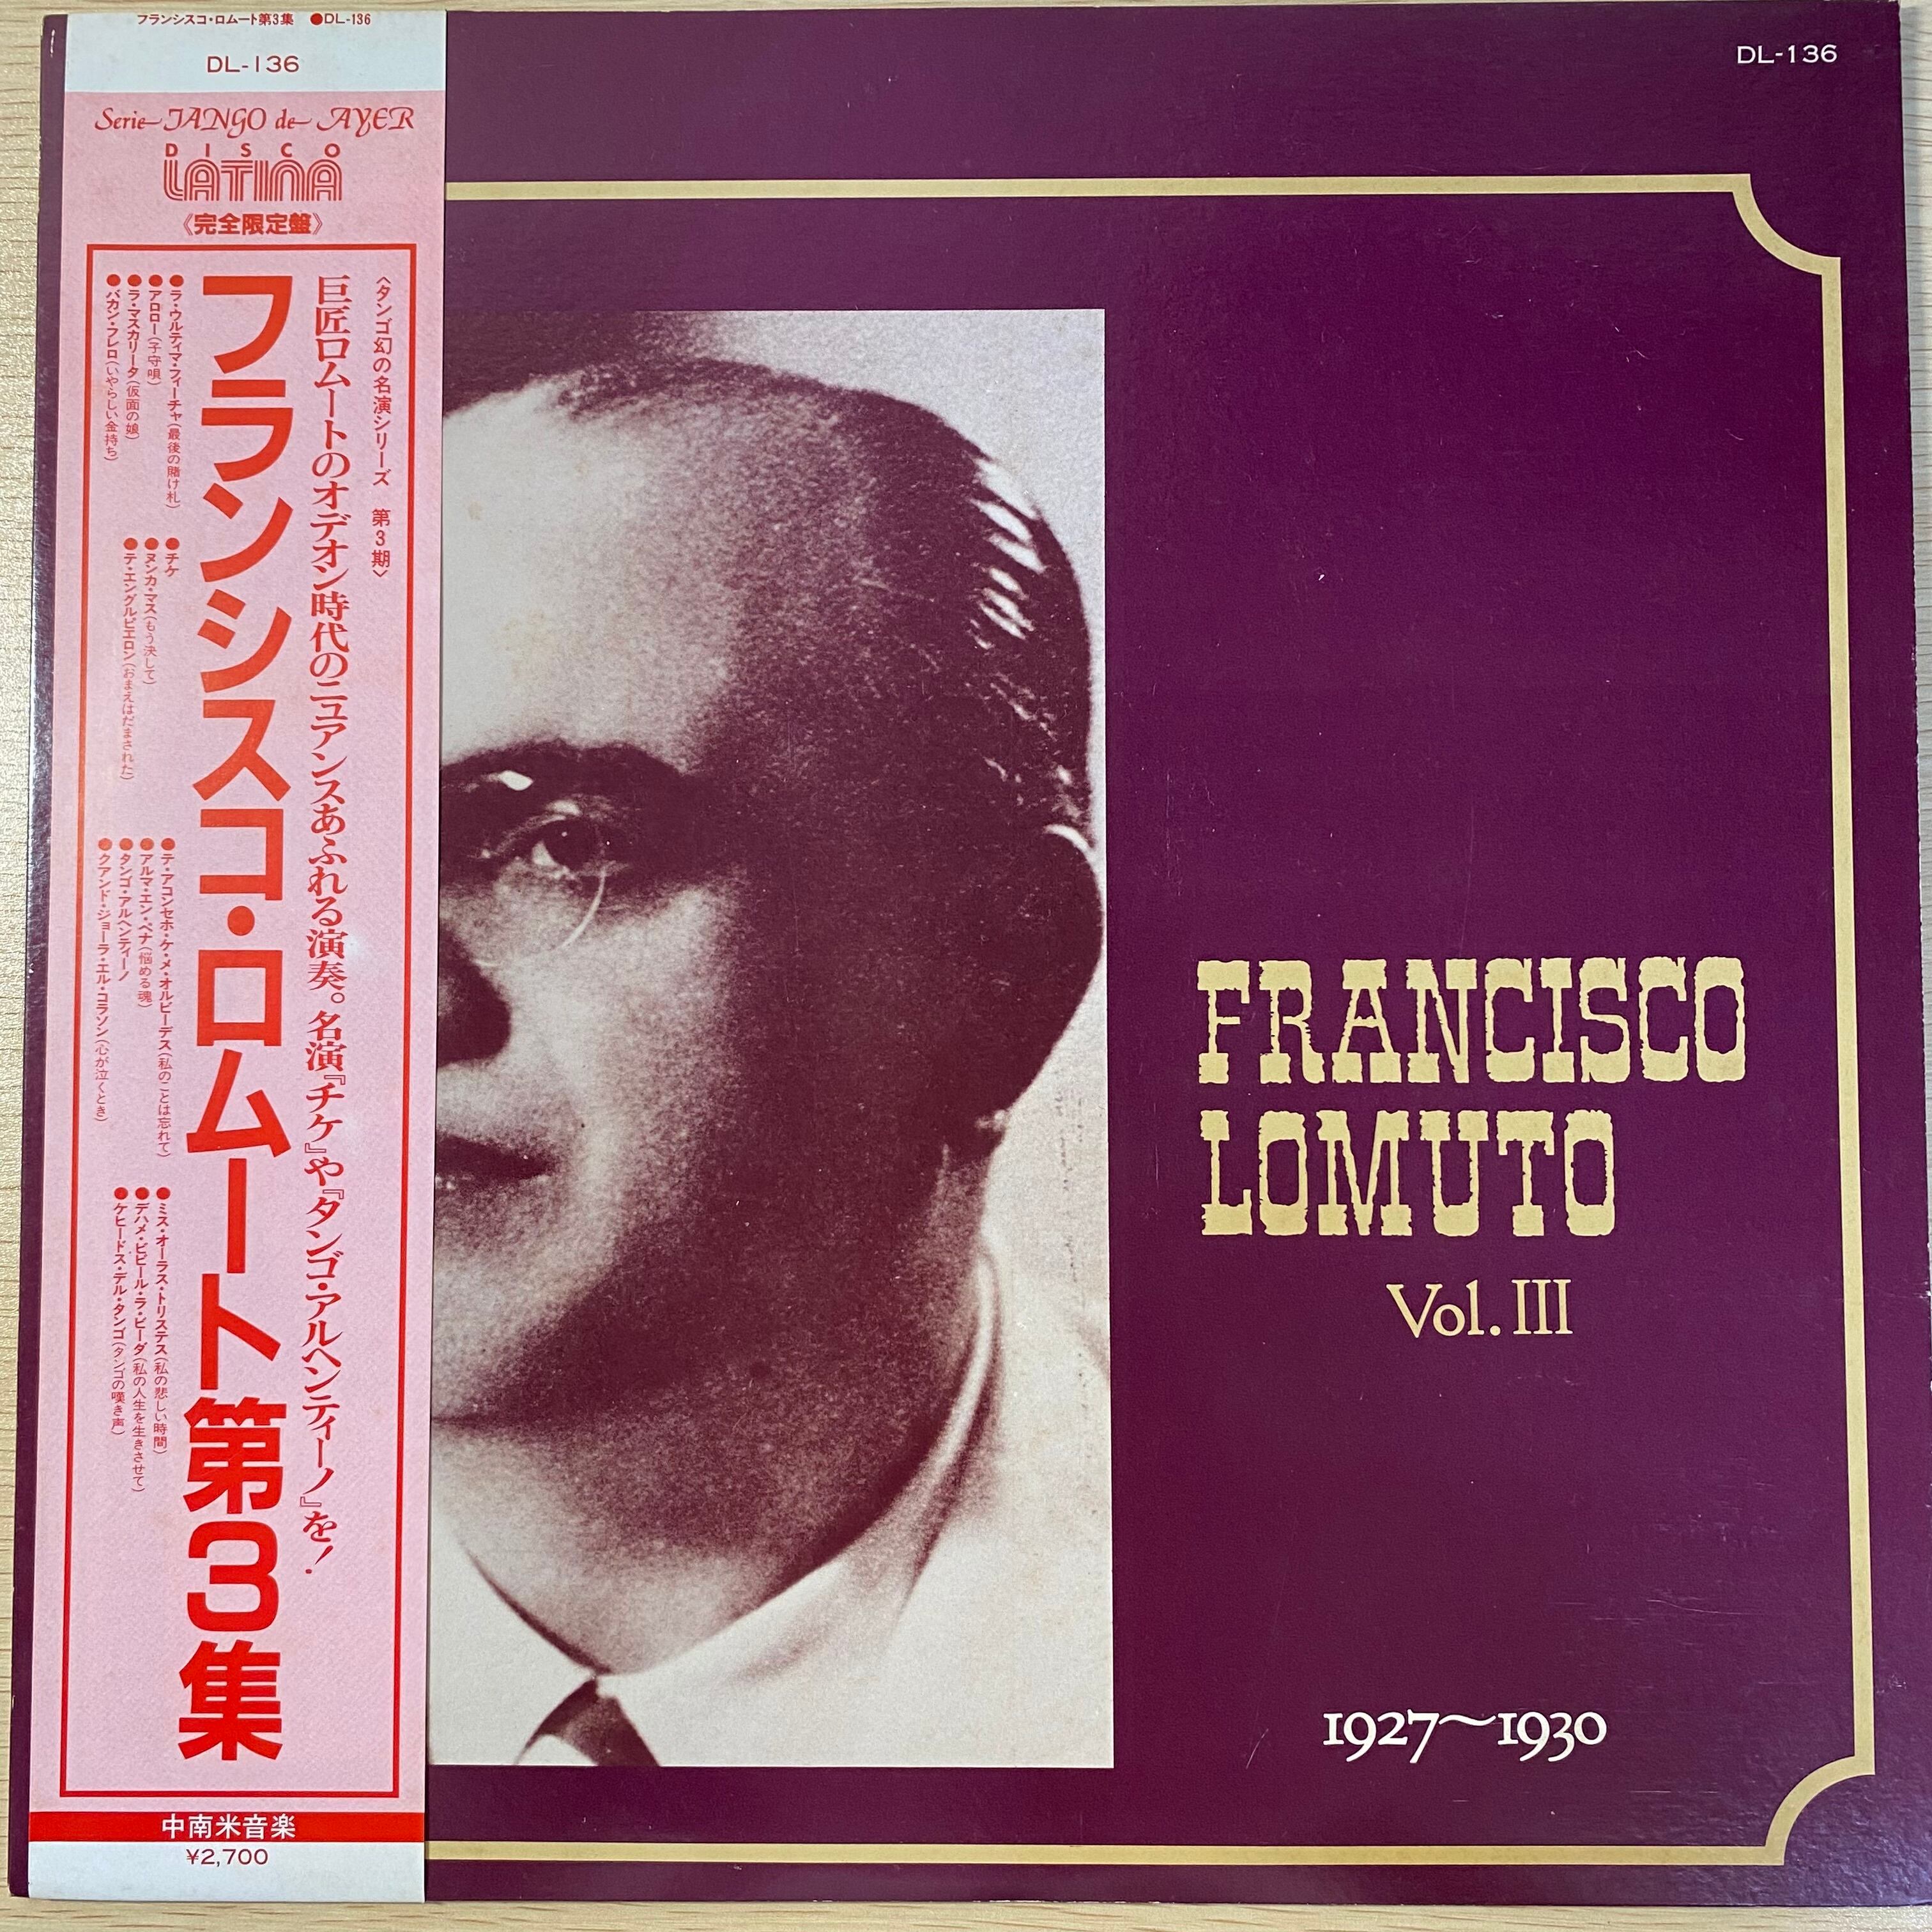 フランシスコ・ロムート第3集 ●DL-136
DL-136
Serie TANGO de AYER
DISCO
LATINA
《完全限定盤》
〈タンゴ幻の名演シリーズ 第3期〉
巨匠ロムートのオデオン時代のニュアンスあふれる演奏。名演『チケ』や『タンゴ・アルヘンティーノ』を！
フランシスコ・ロムート第3集
●ラ・ウルティマ・フィーチャ(最後の賭け札)
●アロロー(子守唄)
●ラ・マスカリータ(仮面の娘)
●バカン・フレロ(いやらしい金持ち)
●チケ
●ヌンカ・マス(もう決して)
●テ・エングルピエロン(おまえはだまされた)
●テ・アコンセホ・ケ・メ・オルビーデス(私のことは忘れて)
●アルマ・エン・ペナ(悩める魂)
●タンゴ・アルヘンティーノ
●クアンド・ジョーラ・エル・コラソン(心が泣くとき)
●ミス・オーラス・トリステス(私の悲しい時間)
●デハメ・ビビール・ラ・ビーダ(私の人生を生きさせて)
●ケヒードス・デル・タンゴ(タンゴの嘆き声)
中南米音楽
¥2,700
DL-136
FRANCISCO
LOMUTO
Vol. III
1927〜1930